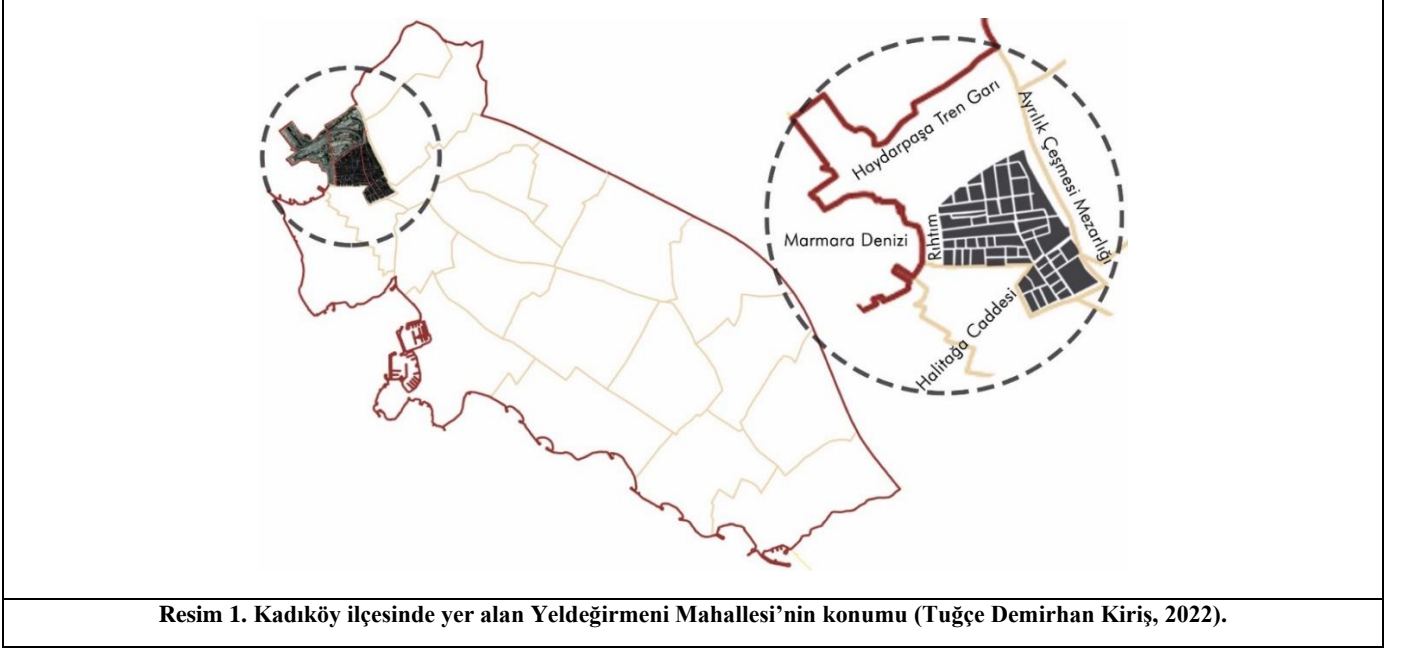 Haydarpaşa Tren Garı
Ayrılık Çeşmesi Mezarlığı
Marmara Denizi
Rıhtım
Halitağa Caddesi
Resim 1. Kadıköy ilçesinde yer alan Yeldeğirmeni Mahallesi’nin konumu (Tuğçe Demirhan Kiriş, 2022).